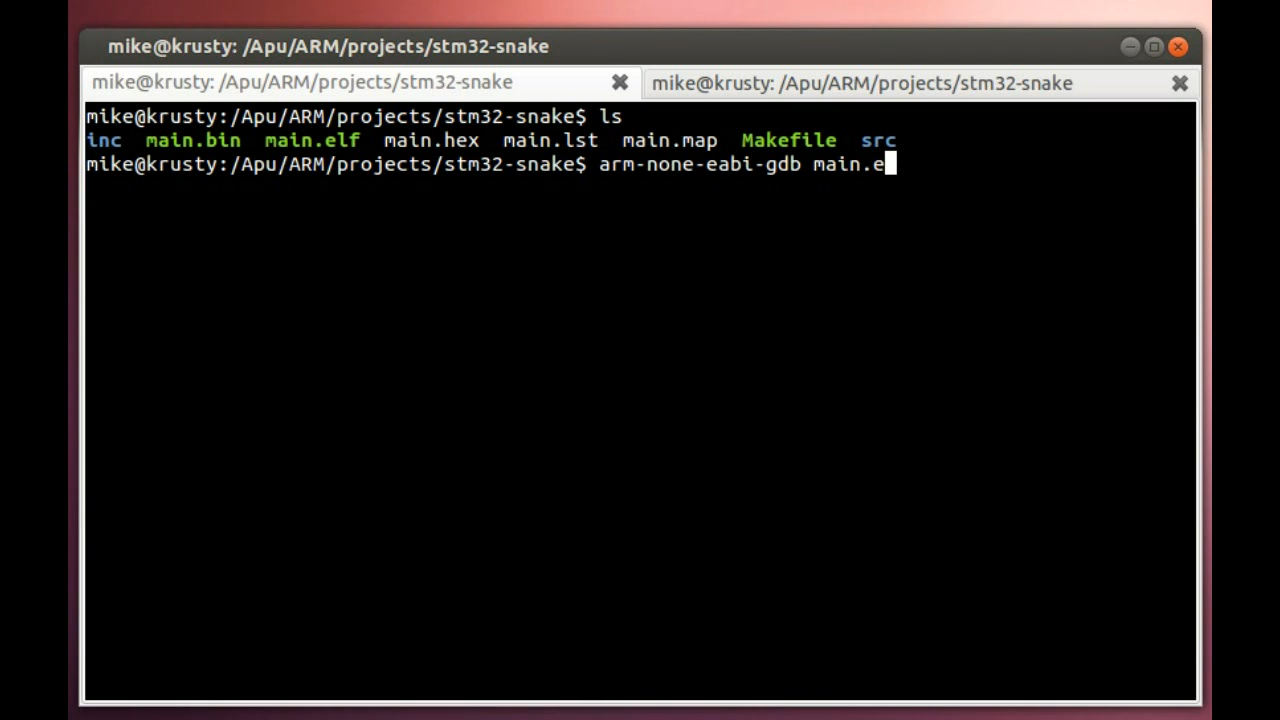 mike@krusty: /Apu/ARM/projects/stm32-snake
mike@krusty: /Apu/ARM/projects/stm32-snake mike@krusty: /Apu/ARM/projects/stm32-snake
mike@krusty:/Apu/ARM/projects/stm32-snake$ ls
inc main.bin main.elf main.hex main.lst main.map Makefile src
mike@krusty:/Apu/ARM/projects/stm32-snake$ arm-none-eabi-gdb main.e